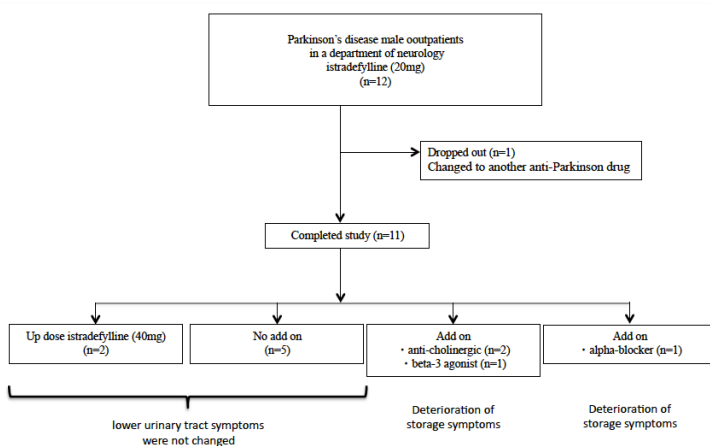 Parkinson's disease male ooutpatients
in a department of neurology
istradefylline (20mg)
(n=12)
Dropped out (n=1)
Changed to another anti-Parkinson drug
Completed study (n=11)
Up dose istradefylline (40mg)
(n=2)
No add on
(n=5)
Add on
・anti-cholinergic (n=2)
・beta-3 agonist (n=1)
Add on
・alpha-blocker (n=1)
lower urinary tract symptoms
were not changed
Deterioration of
storage symptoms
Deterioration of
storage symptoms